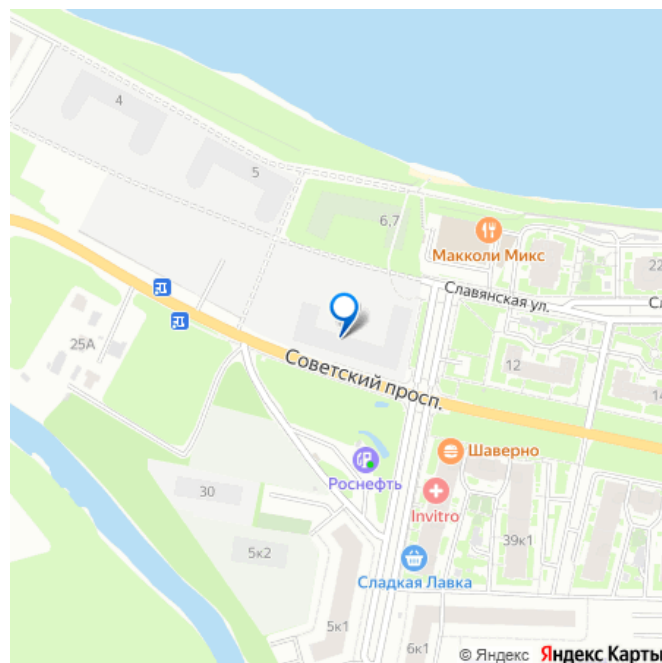 4
5
6,7
Макколи Микс
22
Славянская ул.
25А
Советский просп.
12
14
Шаверно
Роснефть
30
Invitro
39к1
5к2
Сладкая Лавка
5к1
6к1
© Яндекс Яндекс Карты